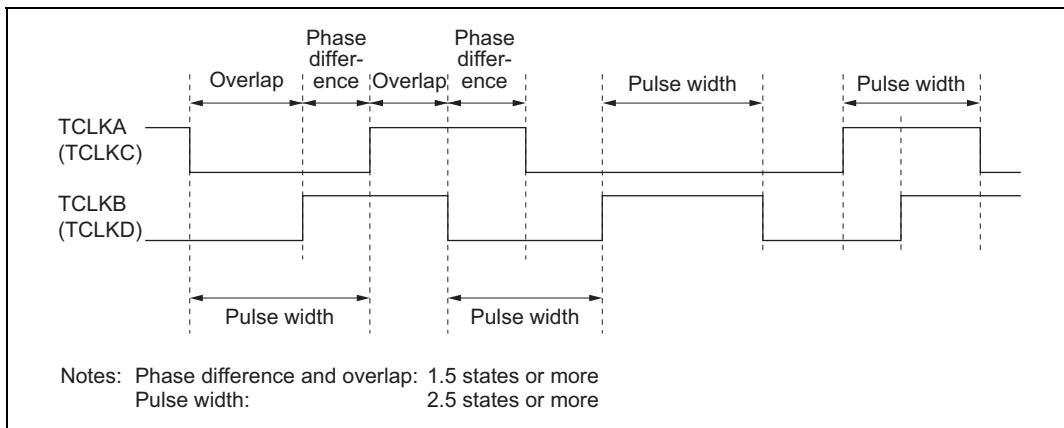 Phase
differ-
ence
Phase
differ-
ence
Overlap
Overlap
Pulse width
Pulse width
TCLKA
(TCLKC)
TCLKB
(TCLKD)
Pulse width
Pulse width
Notes: Phase difference and overlap: 1.5 states or more
Pulse width: 2.5 states or more